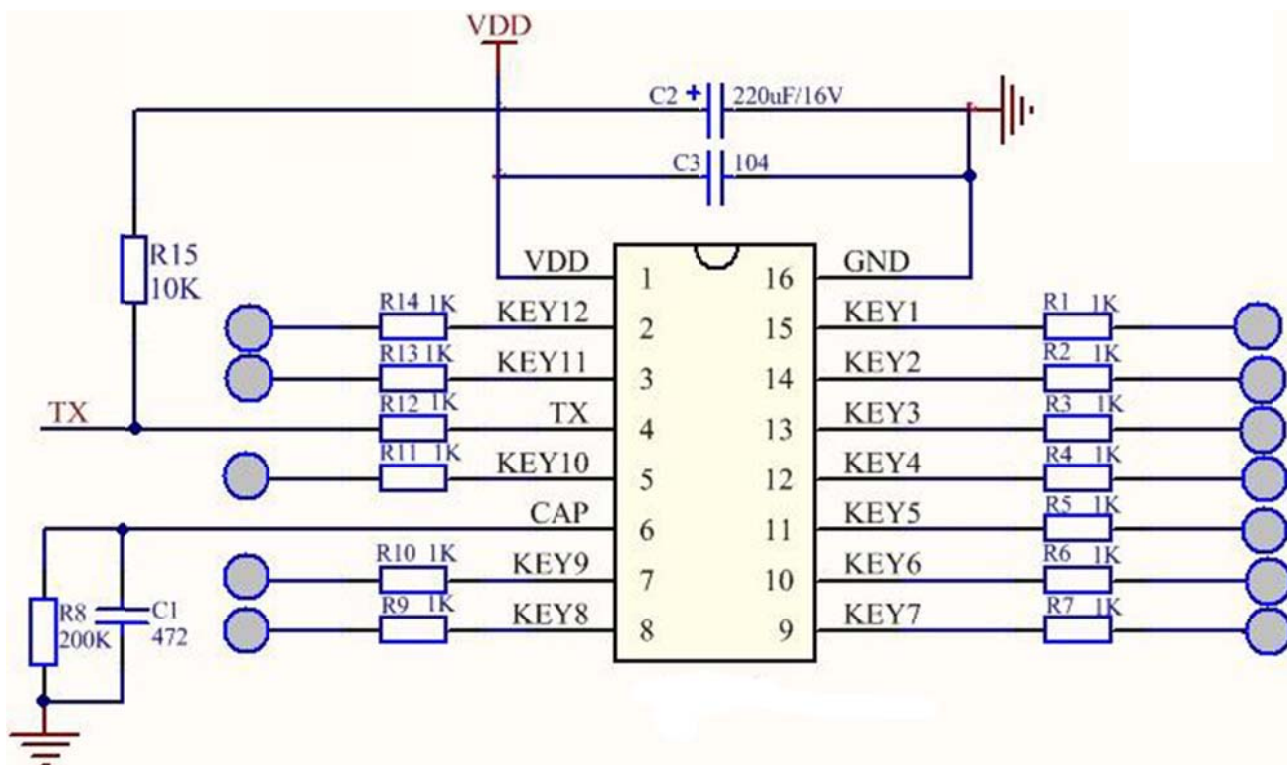 VDD
C2 + 220uF/16V
C3 104
R15
10K
VDD 1 16 GND
R14 1K KEY12 2 15 KEY1 R1 1K
R13 1K KEY11 3 14 KEY2 R2 1K
TX R12 1K TX 4 13 KEY3 R3 1K
R11 1K KEY10 5 12 KEY4 R4 1K
CAP 6 11 KEY5 R5 1K
R10 1K KEY9 7 10 KEY6 R6 1K
R9 1K KEY8 8 9 KEY7 R7 1K
R8
200K
C1
472